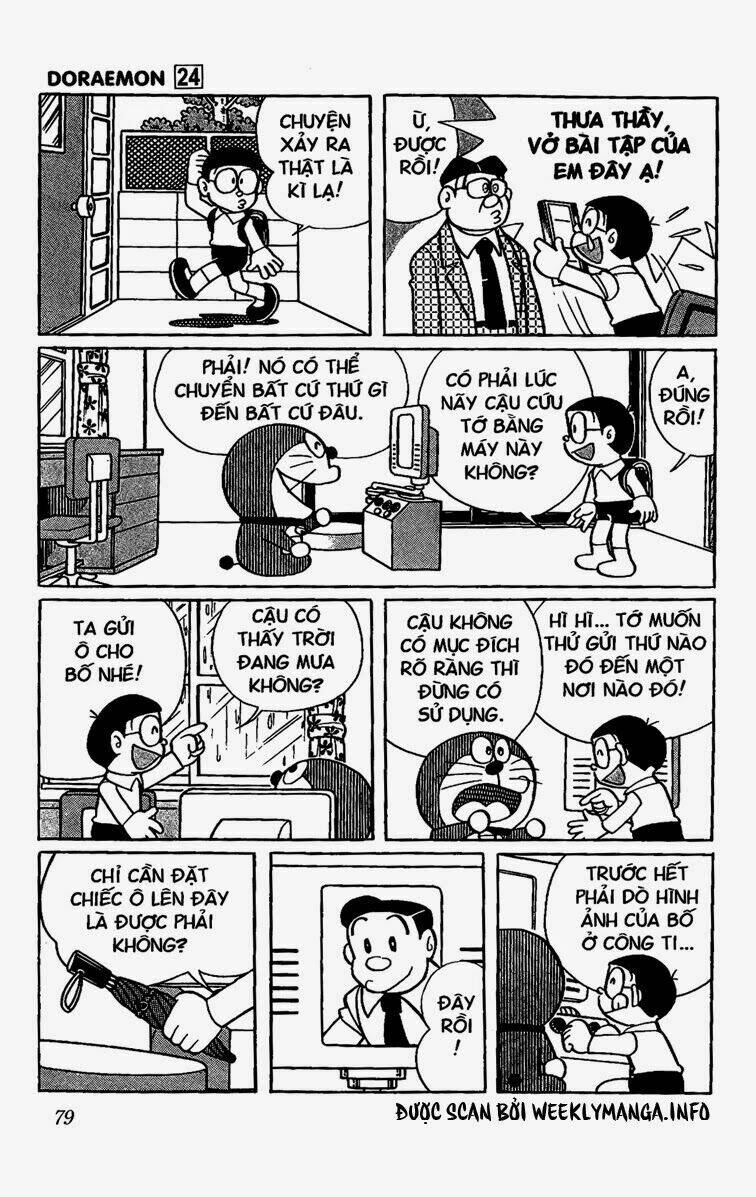 DORAEMON 24
THƯA THẦY,
VỞ BÀI TẬP CỦA
EM ĐÂY Ạ!
Ừ,
ĐƯỢC
RỒI!
CHUYỆN
XẢY RA
THẬT LÀ
KÌ LẠ!
A,
ĐÚNG
RỒI!
CÓ PHẢI LÚC
NÃY CẬU CỨU
TỚ BẰNG
MÁY NÀY
KHÔNG?
PHẢI! NÓ CÓ THỂ
CHUYỂN BẤT CỨ THỨ GÌ
ĐẾN BẤT CỨ ĐÂU.
HÌ HÌ... TỚ MUỐN
THỬ GỬI THỨ NÀO
ĐÓ ĐẾN MỘT
NƠI NÀO ĐÓ!
CẬU KHÔNG
CÓ MỤC ĐÍCH
RÕ RÀNG THÌ
ĐỪNG CÓ
SỬ DỤNG.
CẬU CÓ
THẤY TRỜI
ĐANG MƯA
KHÔNG?
TA GỬI
Ô CHO
BỐ NHÉ!
TRƯỚC HẾT
PHẢI DÒ HÌNH
ẢNH CỦA BỐ
Ở CÔNG TI...
ĐÂY
RỒI
!
CHỈ CẦN ĐẶT
CHIẾC Ô LÊN ĐÂY
LÀ ĐƯỢC PHẢI
KHÔNG?
79
ĐƯỢC SCAN BỞI WEEKLYMANGA.INFO